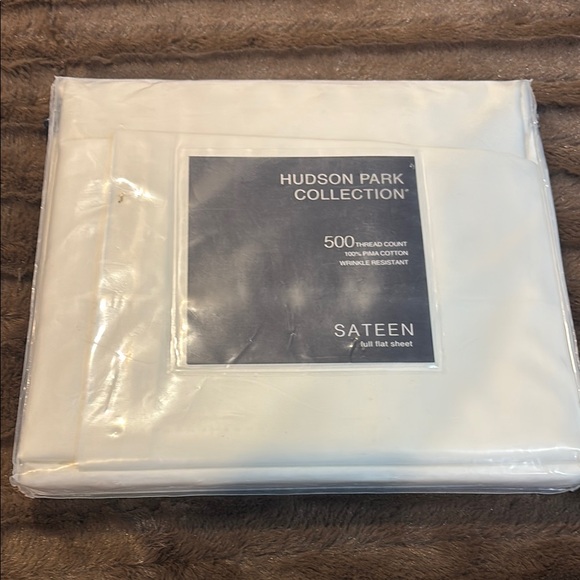 HUDSON PARK
COLLECTION®
500 THREAD COUNT
100% PIMA COTTON
WRINKLE RESISTANT
SATEEN
full flat sheet